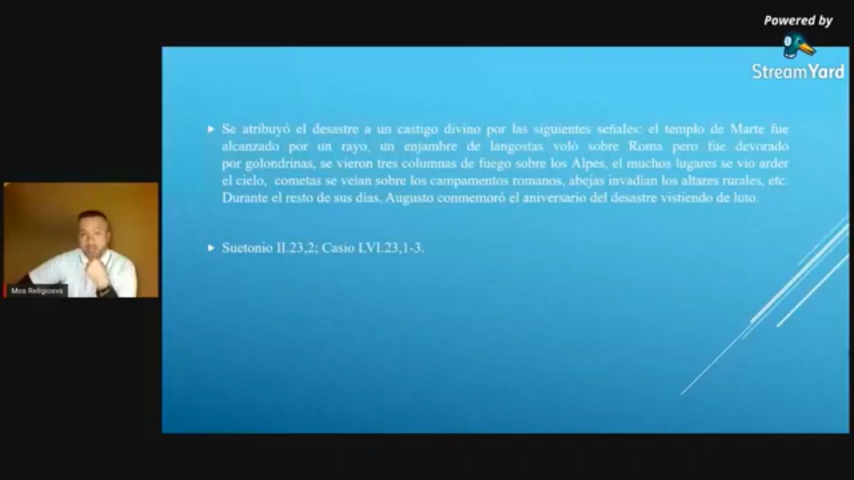 Powered by
StreamYard
Se atribuyó el desastre a un castigo divino por las siguientes señales: el templo de Marte fue
alcanzado por un rayo, un enjambre de langostas voló sobre Roma pero fue devorado
por golondrinas, se vieron tres columnas de fuego sobre los Alpes, el muchos lugares se vio arder
el cielo, cometas se veían sobre los campamentos romanos, abejas invadían los altares rurales, etc.
Durante el resto de sus días, Augusto conmemoró el aniversario del desastre vistiendo de luto.
Suetonio II.23,2; Casio LVI.23,1-3.
Mos Religiosvs